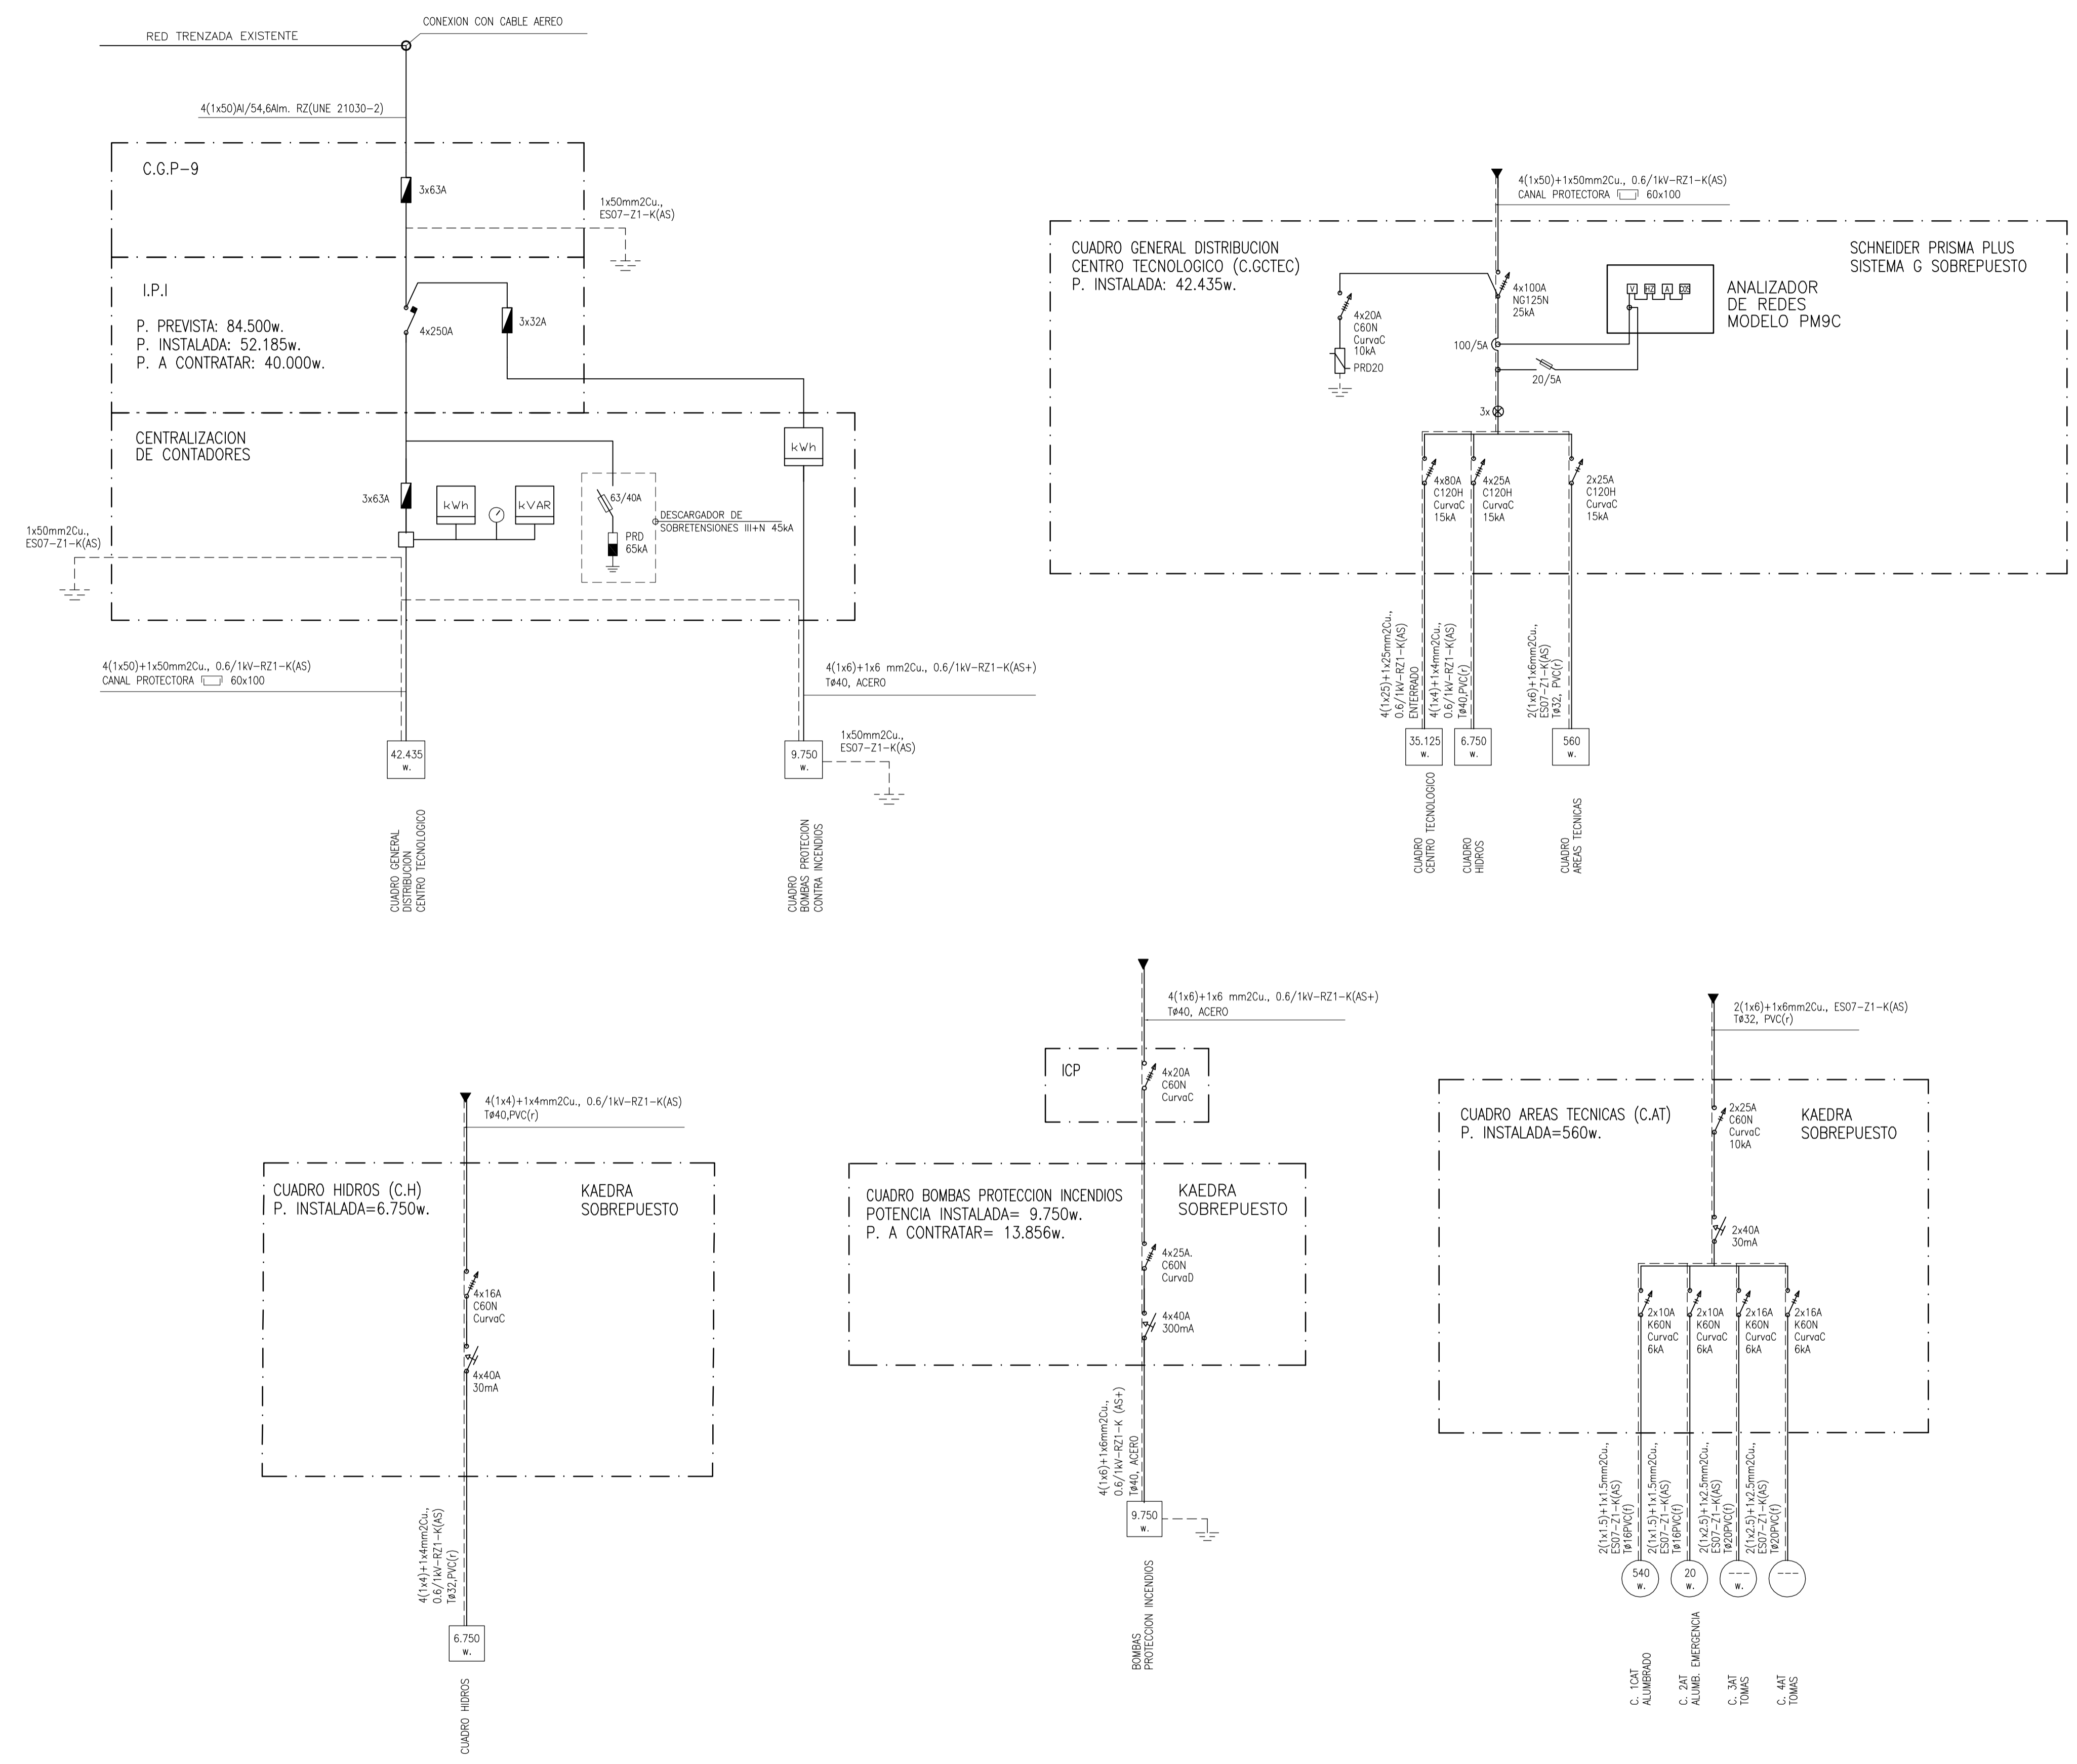 CONEXION CON CABLE AEREO
RED TRENZADA EXISTENTE
4(1x50)Al/54,6Alm. RZ(UNE 21030-2)
C.G.P-9
3x63A
1x50mm2Cu.,
ES07-Z1-K(AS)
I.P.I
P. PREVISTA: 84.500w.
P. INSTALADA: 52.185w.
P. A CONTRATAR: 40.000w.
4x250A
3x32A
CENTRALIZACION
DE CONTADORES
kWh
3x63A
kWh
kVAR
63/40A
PRD
65kA
DESCARGADOR DE
SOBRETENSIONES III+N 45kA
1x50mm2Cu.,
ES07-Z1-K(AS)
4(1x50)+1x50mm2Cu., 0.6/1kV-RZ1-K(AS)
CANAL PROTECTORA 60x100
4(1x6)+1x6 mm2Cu., 0.6/1kV-RZ1-K(AS+)
Tø40, ACERO
42.435
w.
9.750
w.
1x50mm2Cu.,
ES07-Z1-K(AS)
CUADRO GENERAL
DISTRIBUCION
CENTRO TECNOLOGICO
CUADRO
BOMBAS PROTECION
CONTRA INCENDIOS
4(1x50)+1x50mm2Cu., 0.6/1kV-RZ1-K(AS)
CANAL PROTECTORA 60x100
CUADRO GENERAL DISTRIBUCION
CENTRO TECNOLOGICO (C.GCTEC)
P. INSTALADA: 42.435w.
SCHNEIDER PRISMA PLUS
SISTEMA G SOBREPUESTO
4x100A
NG125N
25kA
4x20A
C60N
CurvaC
10kA
PRD20
V HZ A COS
ANALIZADOR
DE REDES
MODELO PM9C
100/5A
20/5A
3x
4x80A
C120H
CurvaC
15kA
4x25A
C120H
CurvaC
15kA
2x25A
C120H
CurvaC
15kA
4(1x25)+1x25mm2Cu.,
0.6/1kV-RZ1-K(AS)
ENTERRADO
4(1x4)+1x4mm2Cu.,
0.6/1kV-RZ1-K(AS)
Tø40,PVC(r)
2(1x6)+1x6mm2Cu.,
ES07-Z1-K(AS)
Tø32, PVC(r)
35.125
w.
6.750
w.
560
w.
CUADRO
CENTRO TECNOLOGICO
CUADRO
HIDROS
CUADRO
AREAS TECNICAS
4(1x4)+1x4mm2Cu., 0.6/1kV-RZ1-K(AS)
Tø40,PVC(r)
CUADRO HIDROS (C.H)
P. INSTALADA=6.750w.
KAEDRA
SOBREPUESTO
4x16A
C60N
CurvaC
4x40A
30mA
4(1x4)+1x4mm2Cu.,
0.6/1kV-RZ1-K(AS)
Tø32,PVC(r)
6.750
w.
CUADRO HIDROS
4(1x6)+1x6 mm2Cu., 0.6/1kV-RZ1-K(AS+)
Tø40, ACERO
ICP
4x20A
C60N
CurvaC
CUADRO BOMBAS PROTECCION INCENDIOS
POTENCIA INSTALADA= 9.750w.
P. A CONTRATAR= 13.856w.
KAEDRA
SOBREPUESTO
4x25A.
C60N
CurvaD
4x40A
300mA
4(1x6)+1x6mm2Cu.,
0.6/1kV-RZ1-K (AS+)
Tø40, ACERO
9.750
w.
BOMBAS
PROTECCION INCENDIOS
2(1x6)+1x6mm2Cu., ES07-Z1-K(AS)
Tø32, PVC(r)
CUADRO AREAS TECNICAS (C.AT)
P. INSTALADA=560w.
KAEDRA
SOBREPUESTO
2x25A
C60N
CurvaC
10kA
2x40A
30mA
2x10A
K60N
CurvaC
6kA
2x10A
K60N
CurvaC
6kA
2x16A
K60N
CurvaC
6kA
2x16A
K60N
CurvaC
6kA
2(1x1.5)+1x1.5mm2Cu.,
ES07-Z1-K(AS)
Tø16PVC(f)
2(1x1.5)+1x1.5mm2Cu.,
ES07-Z1-K(AS)
Tø16PVC(f)
2(1x2.5)+1x2.5mm2Cu.,
ES07-Z1-K(AS)
Tø20PVC(f)
2(1x2.5)+1x2.5mm2Cu.,
ES07-Z1-K(AS)
Tø20PVC(f)
540
w.
20
w.
---
w.
---
C. 1CAT
ALUMBRADO
C. 2AT
ALUMB. EMERGENCIA
C. 3AT
TOMAS
C. 4AT
TOMAS